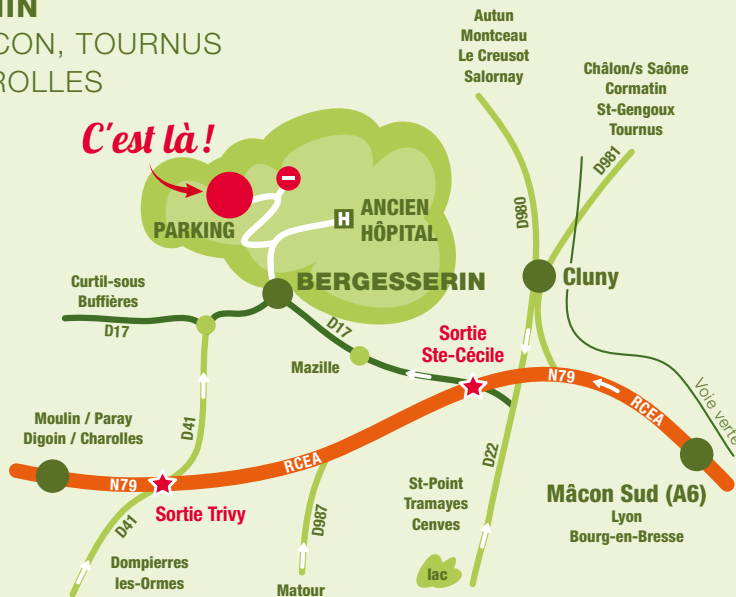 CON, TOURNUS
ROLLES
Autun
Montceau
Le Creusot
Salornay
Châlon/s Saône
Cormatin
St-Gengoux
Tournus
D981
D980
C'est là !
PARKING
H
ANCIEN
HÔPITAL
BERGESSERIN
Cluny
Curtil-sous
Buffières
D17
D17
Mazille
Sortie
Ste-Cécile
N79
RCEA
Voie verte
Moulin / Paray
Digoin / Charolles
D41
N79
RCEA
Sortie Trivy
D41
D987
D22
St-Point
Tramayes
Cenves
Mâcon Sud (A6)
Lyon
Bourg-en-Bresse
Dompierres
les-Ormes
Matour
lac